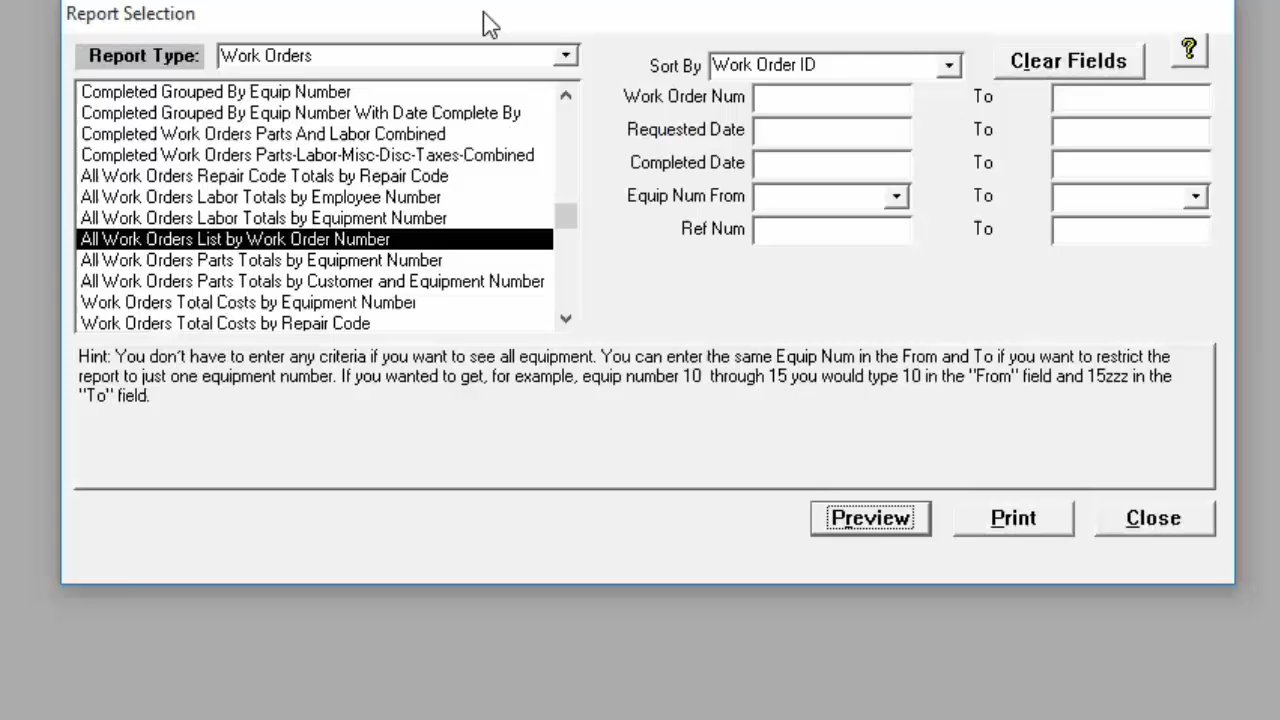 Report Selection
Report Type: Work Orders
Completed Grouped By Equip Number
Completed Grouped By Equip Number With Date Complete By
Completed Work Orders Parts And Labor Combined
Completed Work Orders Parts-Labor-Misc-Disc-Taxes-Combined
All Work Orders Repair Code Totals by Repair Code
All Work Orders Labor Totals by Employee Number
All Work Orders Labor Totals by Equipment Number
All Work Orders List by Work Order Number
All Work Orders Parts Totals by Equipment Number
All Work Orders Parts Totals by Customer and Equipment Number
Work Orders Total Costs by Equipment Number
Work Orders Total Costs by Repair Code
Sort By Work Order ID Clear Fields ?
Work Order Num To
Requested Date To
Completed Date To
Equip Num From To
Ref Num To
Hint: You don't have to enter any criteria if you want to see all equipment. You can enter the same Equip Num in the From and To if you want to restrict the
report to just one equipment number. If you wanted to get, for example, equip number 10 through 15 you would type 10 in the "From" field and 15zzz in the
"To" field.
Preview Print Close